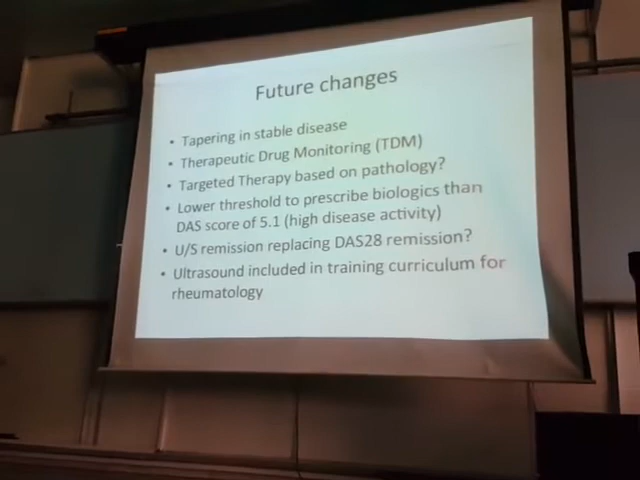 Future changes
• Tapering in stable disease
• Therapeutic Drug Monitoring (TDM)
• Targeted Therapy based on pathology?
• Lower threshold to prescribe biologics than
DAS score of 5.1 (high disease activity)
• U/S remission replacing DAS28 remission?
• Ultrasound included in training curriculum for
rheumatology